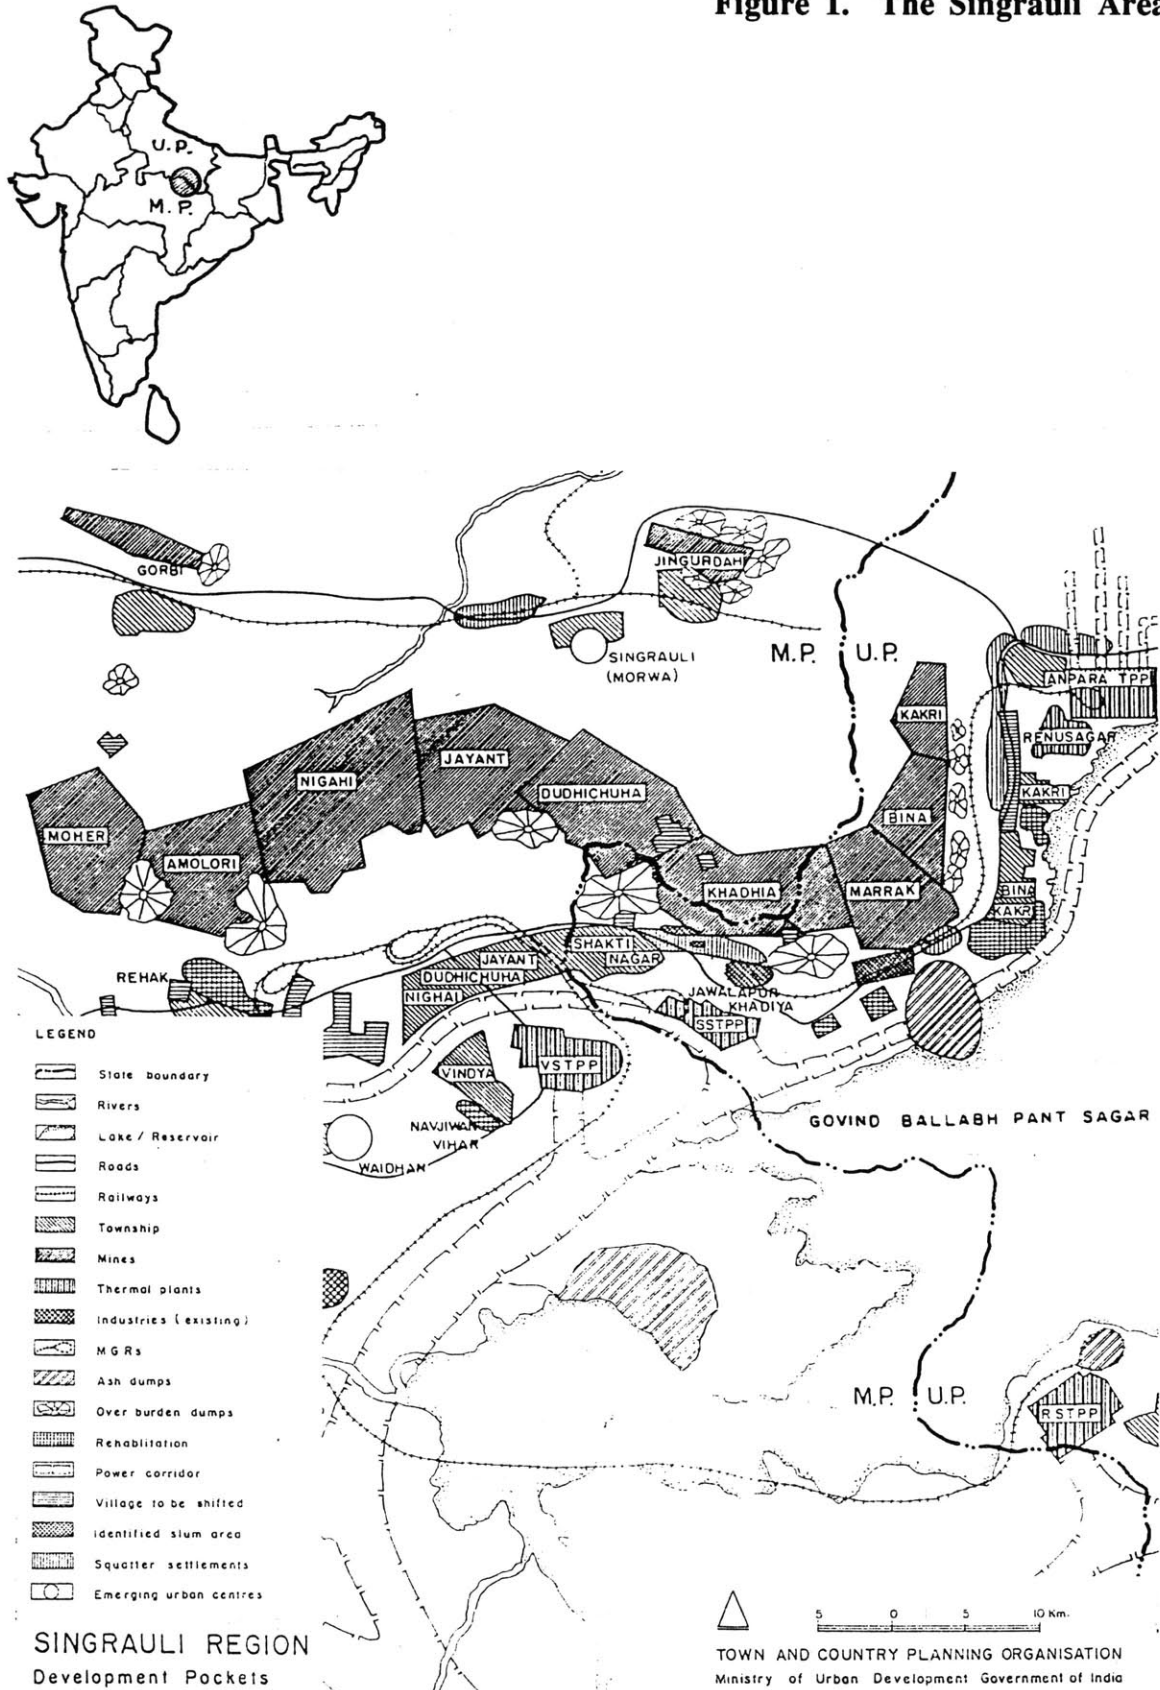 Figure 1. The Singrauli Area
U.P.
M.P.
GORBI
JINGURDAH
SINGRAULI
(MORWA)
M.P. U.P.
ANPARA TPP
KAKRI
RENUSAGAR
NIGAHI
JAYANT
DUDHICHUHA
KAKRI
MOHER
AMOLORI
BINA
KHADHIA
MARRAK
BINA
KAKRI
SHAKTI
NAGAR
JAYANT
DUDHICHUHA
NIGHAI
REHAK
JAWALAPUR
KHADIYA
SSTPP
VINDYA
VSTPP
NAVJIWAN
VIHAR
WAIDHAN
GOVIND BALLABH PANT SAGAR
M.P. U.P.
RSTPP
LEGEND
State boundary
Rivers
Lake / Reservoir
Roads
Railways
Township
Mines
Thermal plants
Industries (existing)
MGRs
Ash dumps
Over burden dumps
Rehablitation
Power corridor
Village to be shifted
Identified slum area
Squatter settlements
Emerging urban centres
SINGRAULI REGION
Development Pockets
5 0 5 10 Km.
TOWN AND COUNTRY PLANNING ORGANISATION
Ministry of Urban Development Government of India